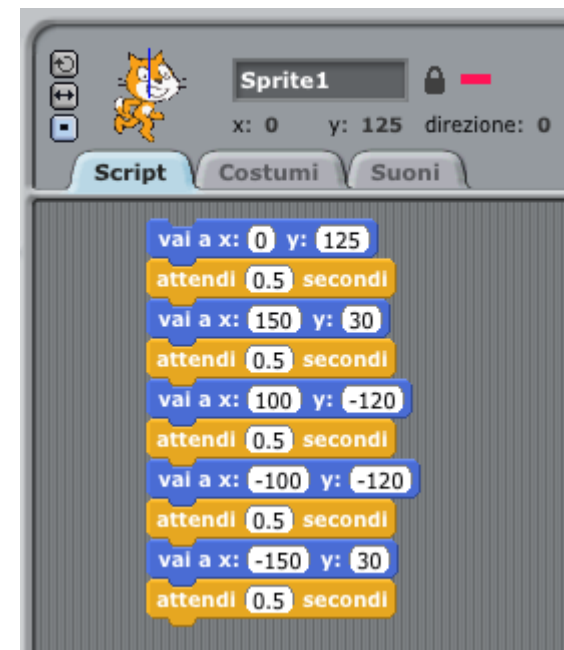 Sprite1
x: 0 y: 125 direzione: 0
Script Costumi Suoni
vai a x: 0 y: 125
attendi 0.5 secondi
vai a x: 150 y: 30
attendi 0.5 secondi
vai a x: 100 y: -120
attendi 0.5 secondi
vai a x: -100 y: -120
attendi 0.5 secondi
vai a x: -150 y: 30
attendi 0.5 secondi